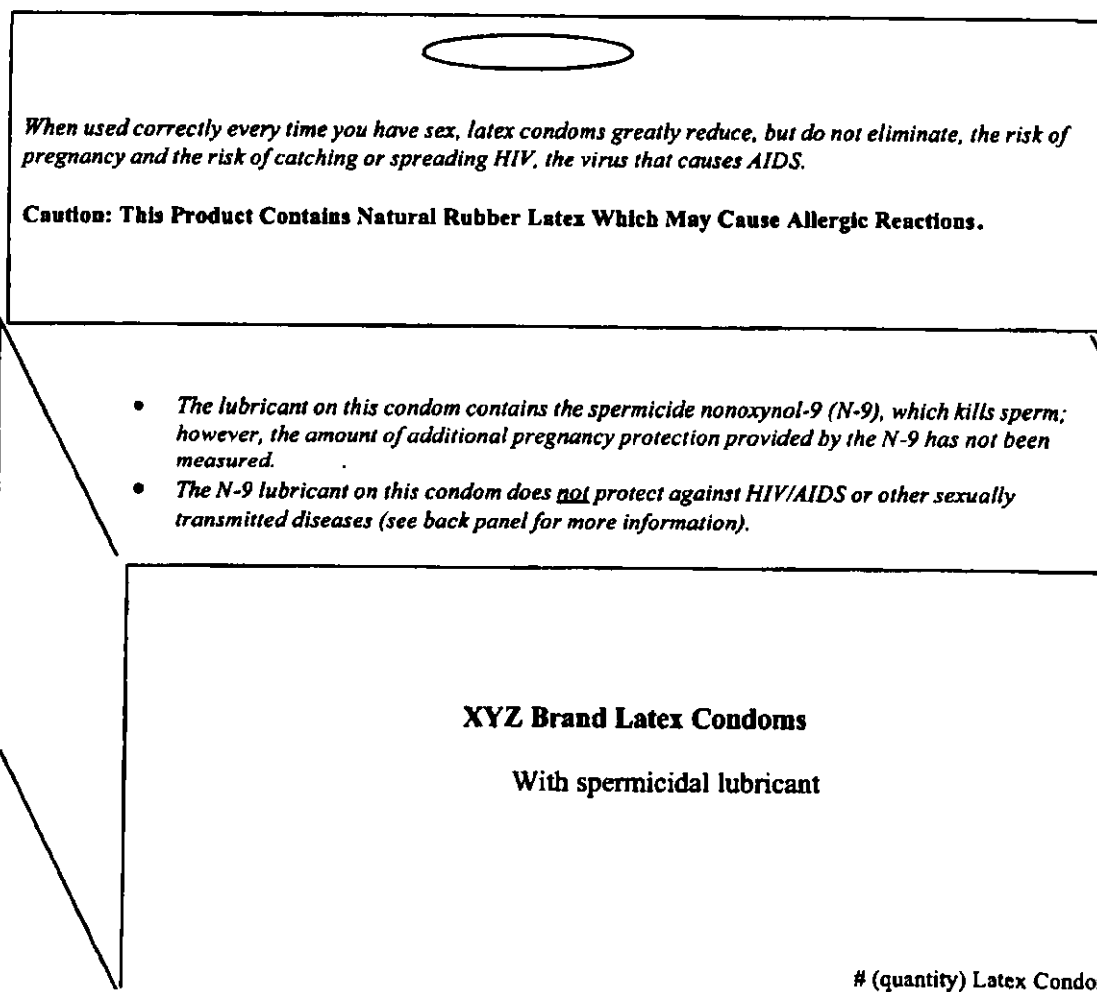 When used correctly every time you have sex, latex condoms greatly reduce, but do not eliminate, the risk of
pregnancy and the risk of catching or spreading HIV, the virus that causes AIDS.
Caution: This Product Contains Natural Rubber Latex Which May Cause Allergic Reactions.
• The lubricant on this condom contains the spermicide nonoxynol-9 (N-9), which kills sperm;
however, the amount of additional pregnancy protection provided by the N-9 has not been
measured.
• The N-9 lubricant on this condom does not protect against HIV/AIDS or other sexually
transmitted diseases (see back panel for more information).
XYZ Brand Latex Condoms
With spermicidal lubricant
# (quantity) Latex Condo